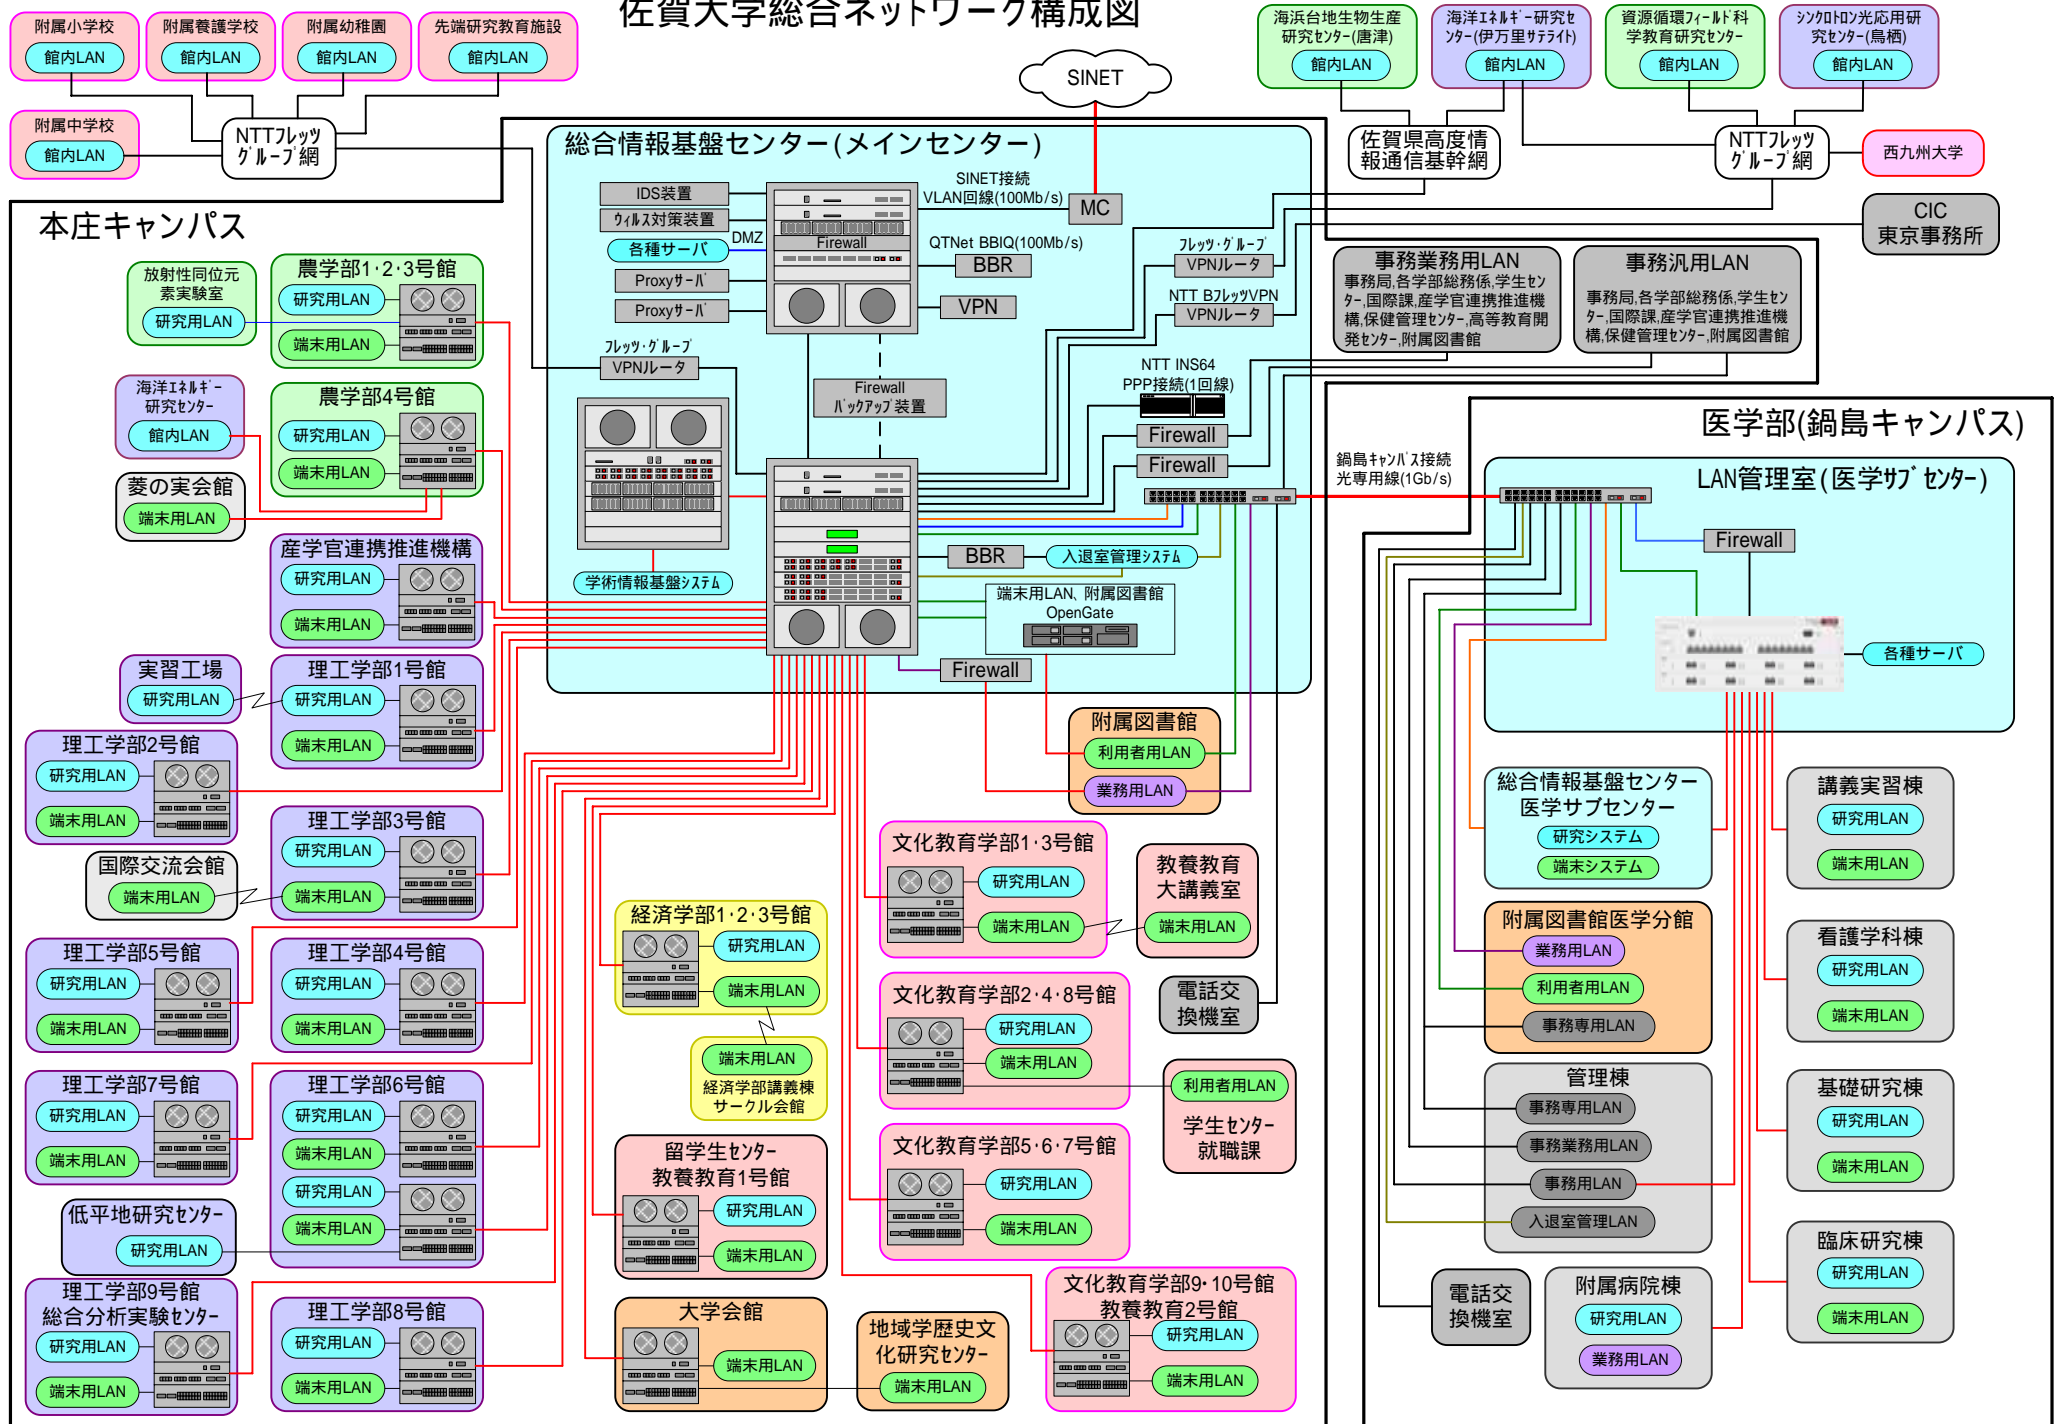 佐賀大学総合ネットワーク構成図
附属小学校
館内LAN
附属養護学校
館内LAN
附属幼稚園
館内LAN
先端研究教育施設
館内LAN
附属中学校
館内LAN
NTTフレッツ
グループ網
SINET
海浜台地生物生産
研究センター(唐津)
館内LAN
海洋エネルギー研究セ
ンター(伊万里サテライト)
館内LAN
資源循環フィールド科
学教育研究センター
館内LAN
シンクロトロン光応用研
究センター(鳥栖)
館内LAN
佐賀県高度情
報通信基幹網
NTTフレッツ
グループ網
西九州大学
CIC
東京事務所
総合情報基盤センター(メインセンター)
IDS装置
ウィルス対策装置
各種サーバ
DMZ
Proxyサーバ
Proxyサーバ
Firewall
SINET接続
VLAN回線(100Mb/s)
MC
QTNet BBIQ(100Mb/s)
BBR
VPN
フレッツ・グループ
VPNルータ
NTT BフレッツVPN
VPNルータ
フレッツ・グループ
VPNルータ
Firewall
バックアップ装置
NTT INS64
PPP接続(1回線)
Firewall
Firewall
学術情報基盤システム
BBR
入退室管理システム
端末用LAN、附属図書館
OpenGate
Firewall
事務業務用LAN
事務局,各学部総務係,学生セン
ター,国際課,産学官連携推進機
構,保健管理センター,高等教育開
発センター,附属図書館
事務汎用LAN
事務局,各学部総務係,学生セン
ター,国際課,産学官連携推進機
構,保健管理センター,附属図書館
本庄キャンパス
放射性同位元
素実験室
研究用LAN
農学部1・2・3号館
研究用LAN
端末用LAN
海洋エネルギー
研究センター
館内LAN
農学部4号館
研究用LAN
端末用LAN
菱の実会館
端末用LAN
産学官連携推進機構
研究用LAN
端末用LAN
実習工場
研究用LAN
理工学部1号館
研究用LAN
端末用LAN
理工学部2号館
研究用LAN
端末用LAN
理工学部3号館
研究用LAN
端末用LAN
国際交流会館
端末用LAN
理工学部5号館
研究用LAN
端末用LAN
理工学部4号館
研究用LAN
端末用LAN
理工学部7号館
研究用LAN
端末用LAN
理工学部6号館
研究用LAN
端末用LAN
研究用LAN
端末用LAN
低平地研究センター
研究用LAN
理工学部9号館
総合分析実験センター
研究用LAN
端末用LAN
理工学部8号館
研究用LAN
端末用LAN
附属図書館
利用者用LAN
業務用LAN
経済学部1・2・3号館
研究用LAN
端末用LAN
端末用LAN
経済学部講義棟
サークル会館
留学生センター
教養教育1号館
研究用LAN
端末用LAN
大学会館
端末用LAN
地域学歴史文
化研究センター
端末用LAN
文化教育学部1・3号館
研究用LAN
端末用LAN
教養教育
大講義室
端末用LAN
文化教育学部2・4・8号館
研究用LAN
端末用LAN
電話交
換機室
利用者用LAN
学生センター
就職課
文化教育学部5・6・7号館
研究用LAN
端末用LAN
文化教育学部9・10号館
教養教育2号館
研究用LAN
端末用LAN
鍋島キャンパス接続
光専用線(1Gb/s)
医学部(鍋島キャンパス)
LAN管理室(医学サブセンター)
Firewall
各種サーバ
総合情報基盤センター
医学サブセンター
研究システム
端末システム
附属図書館医学分館
業務用LAN
利用者用LAN
事務専用LAN
管理棟
事務専用LAN
事務業務用LAN
事務用LAN
入退室管理LAN
電話交
換機室
附属病院棟
研究用LAN
業務用LAN
講義実習棟
研究用LAN
端末用LAN
看護学科棟
研究用LAN
端末用LAN
基礎研究棟
研究用LAN
端末用LAN
臨床研究棟
研究用LAN
端末用LAN